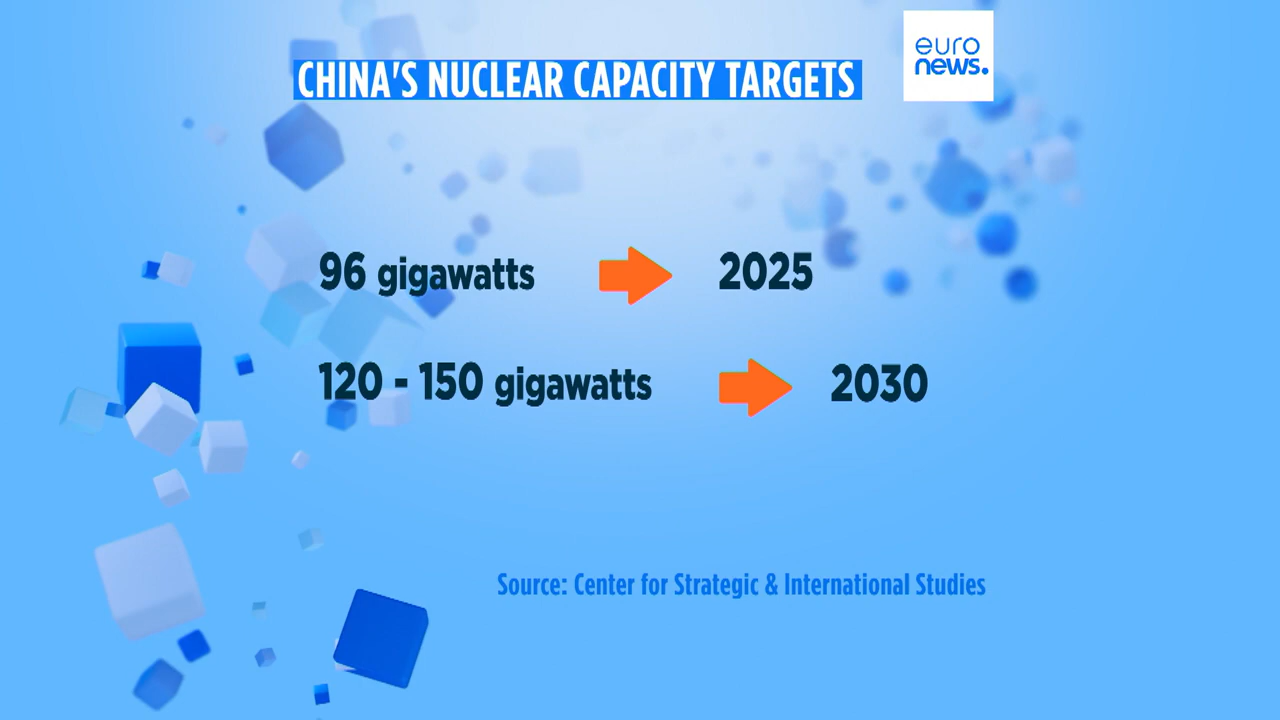 CHINA'S NUCLEAR CAPACITY TARGETS
euro
news.
96 gigawatts 2025
120 - 150 gigawatts 2030
Source: Center for Strategic & International Studies